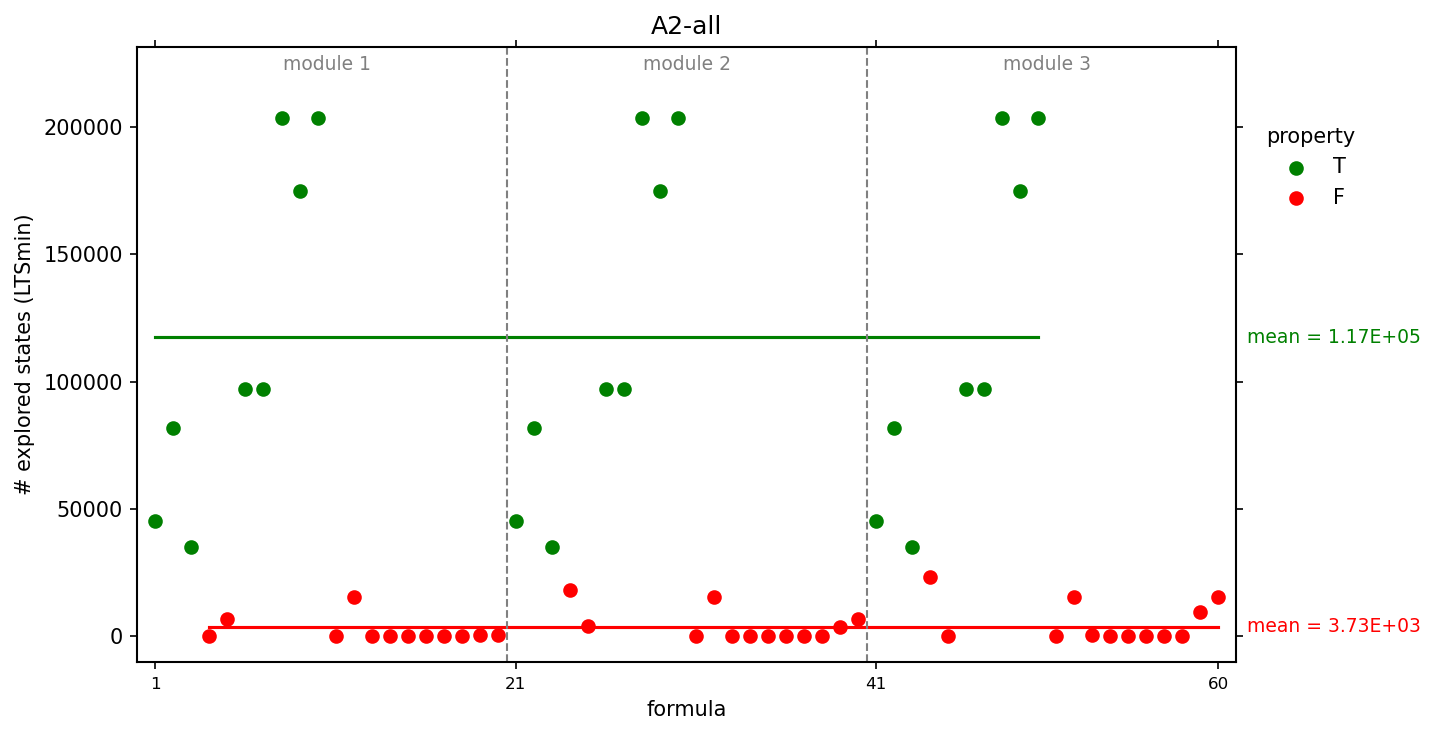 A2-all
module 1
module 2
module 3
# explored states (LTSmin)
200000
150000
100000
50000
0
property
T
F
mean = 1.17E+05
mean = 3.73E+03
1
21
41
60
formula